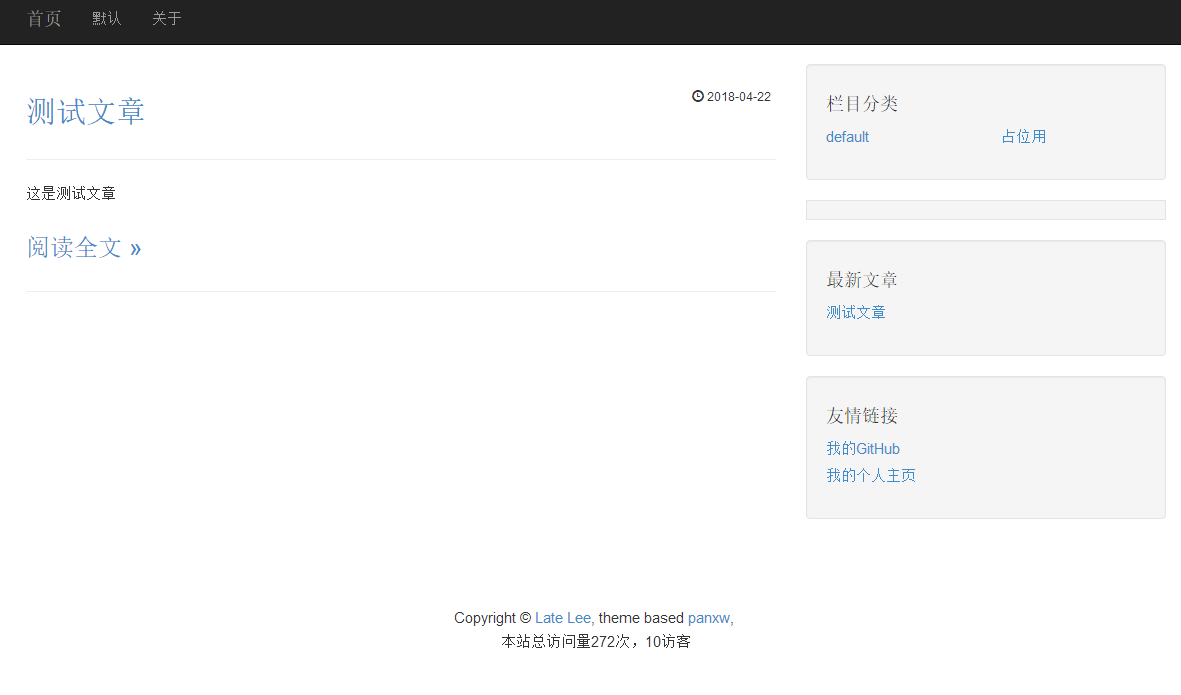 首页 默认 关于
测试文章
2018-04-22
这是测试文章
阅读全文 »
栏目分类
default 占位用
最新文章
测试文章
友情链接
我的GitHub
我的个人主页
Copyright © Late Lee, theme based panxw,
本站总访问量272次，10访客